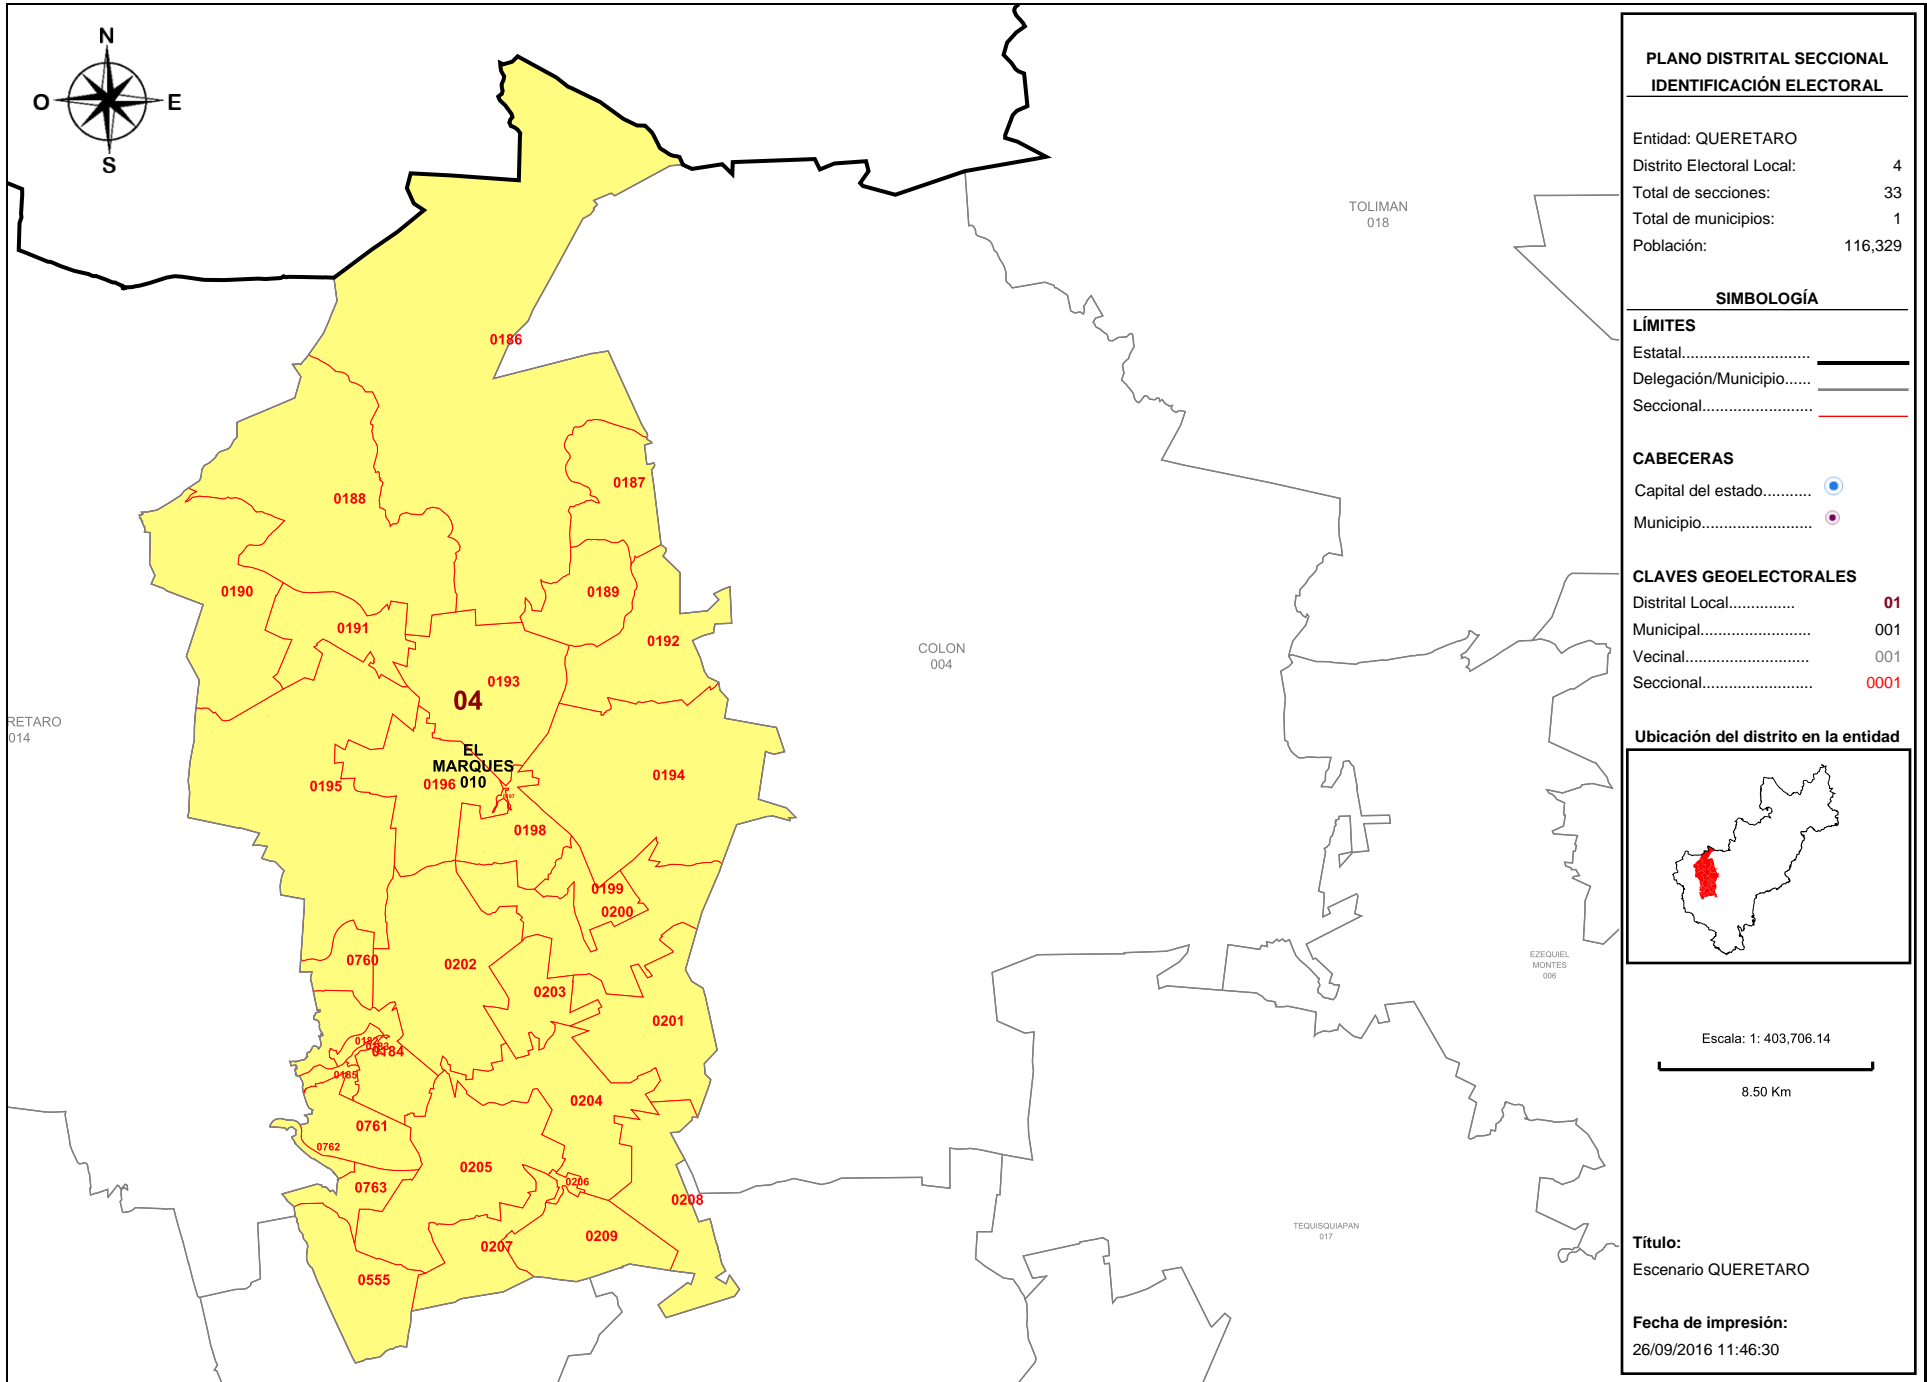 N
O
E
S
TOLIMAN
018
0186
0187
0188
0189
0190
0191
0192
0193
04
COLON
004
RETARO
014
EL
MARQUES
010
0194
0195
0196
0197
0198
0199
0200
0760
0202
0203
0201
EZEQUIEL
MONTES
006
0182
0183
0184
0185
0204
0761
0762
0205
0763
0206
0208
0207
0209
TEQUISQUIAPAN
017
0555
PLANO DISTRITAL SECCIONAL
IDENTIFICACIÓN ELECTORAL
Entidad: QUERETARO
Distrito Electoral Local: 4
Total de secciones: 33
Total de municipios: 1
Población: 116,329
SIMBOLOGÍA
LÍMITES
Estatal............................
Delegación/Municipio......
Seccional.........................
CABECERAS
Capital del estado...........
Municipio.........................
CLAVES GEOELECTORALES
Distrital Local............... 01
Municipal......................... 001
Vecinal............................ 001
Seccional......................... 0001
Ubicación del distrito en la entidad
Escala: 1: 403,706.14
8.50 Km
Título:
Escenario QUERETARO
Fecha de impresión:
26/09/2016 11:46:30